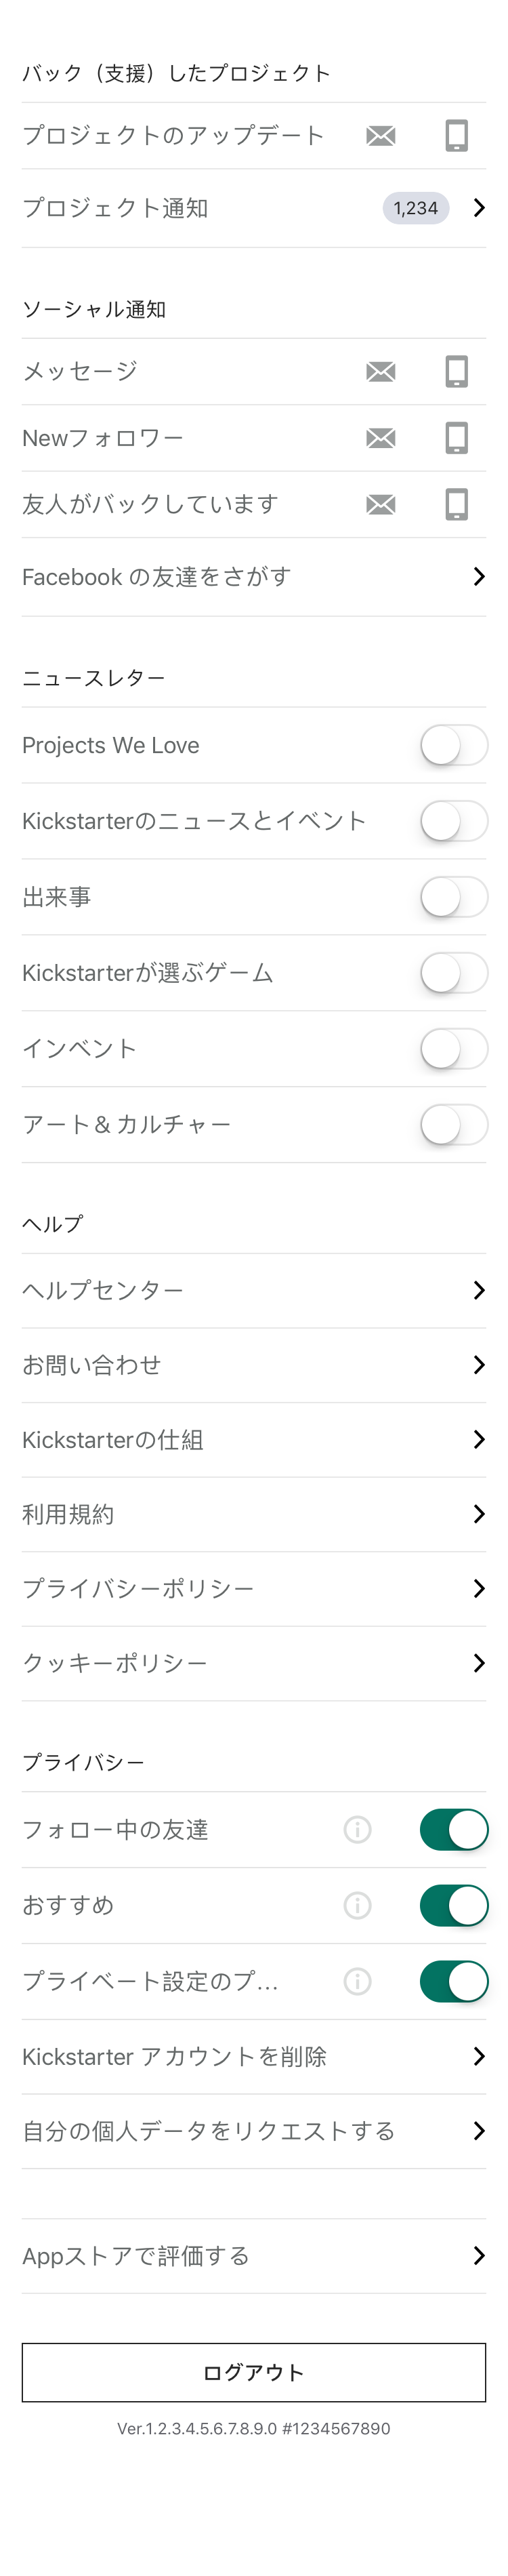 バック（支援）したプロジェクト
プロジェクトのアップデート
プロジェクト通知 1,234
ソーシャル通知
メッセージ
Newフォロワー
友人がバックしています
Facebook の友達をさがす
ニュースレター
Projects We Love
Kickstarterのニュースとイベント
出来事
Kickstarterが選ぶゲーム
インベント
アート& カルチャー
ヘルプ
ヘルプセンター
お問い合わせ
Kickstarterの仕組
利用規約
プライバシーポリシー
クッキーポリシー
プライバシー
フォロー中の友達
おすすめ
プライベート設定のプ…
Kickstarter アカウントを削除
自分の個人データをリクエストする
Appストアで評価する
ログアウト
Ver.1.2.3.4.5.6.7.8.9.0 #1234567890